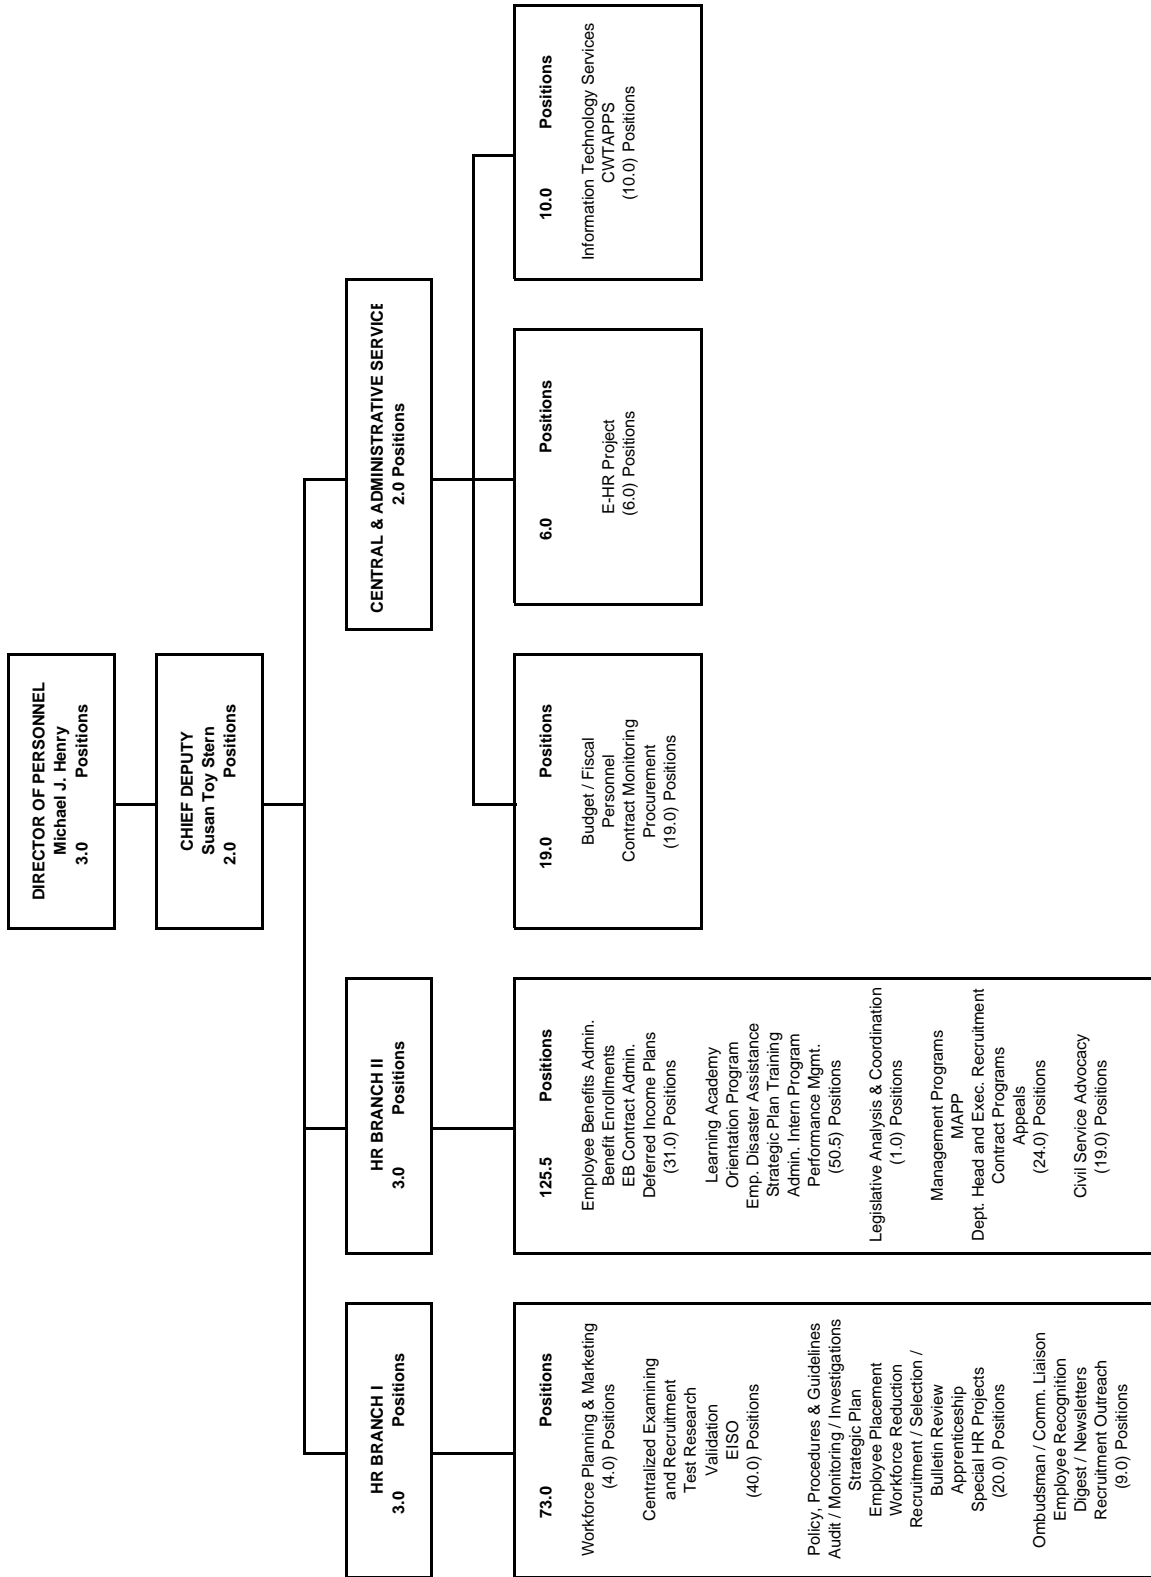 DIRECTOR OF PERSONNEL
Michael J. Henry
3.0 Positions
CHIEF DEPUTY
Susan Toy Stern
2.0 Positions
HR BRANCH I
3.0 Positions
HR BRANCH II
3.0 Positions
CENTRAL & ADMINISTRATIVE SERVICE
2.0 Positions
73.0 Positions
Workforce Planning & Marketing
(4.0) Positions
Centralized Examining
and Recruitment
Test Research
Validation
EISO
(40.0) Positions
Policy, Procedures & Guidelines
Audit / Monitoring / Investigations
Strategic Plan
Employee Placement
Workforce Reduction
Recruitment / Selection /
Bulletin Review
Apprenticeship
Special HR Projects
(20.0) Positions
Ombudsman / Comm. Liaison
Employee Recognition
Digest / Newsletters
Recruitment Outreach
(9.0) Positions
125.5 Positions
Employee Benefits Admin.
Benefit Enrollments
EB Contract Admin.
Deferred Income Plans
(31.0) Positions
Learning Academy
Orientation Program
Emp. Disaster Assistance
Strategic Plan Training
Admin. Intern Program
Performance Mgmt.
(50.5) Positions
Legislative Analysis & Coordination
(1.0) Positions
Management Programs
MAPP
Dept. Head and Exec. Recruitment
Contract Programs
Appeals
(24.0) Positions
Civil Service Advocacy
(19.0) Positions
19.0 Positions
Budget / Fiscal
Personnel
Contract Monitoring
Procurement
(19.0) Positions
6.0 Positions
E-HR Project
(6.0) Positions
10.0 Positions
Information Technology Services
CWTAPPS
(10.0) Positions